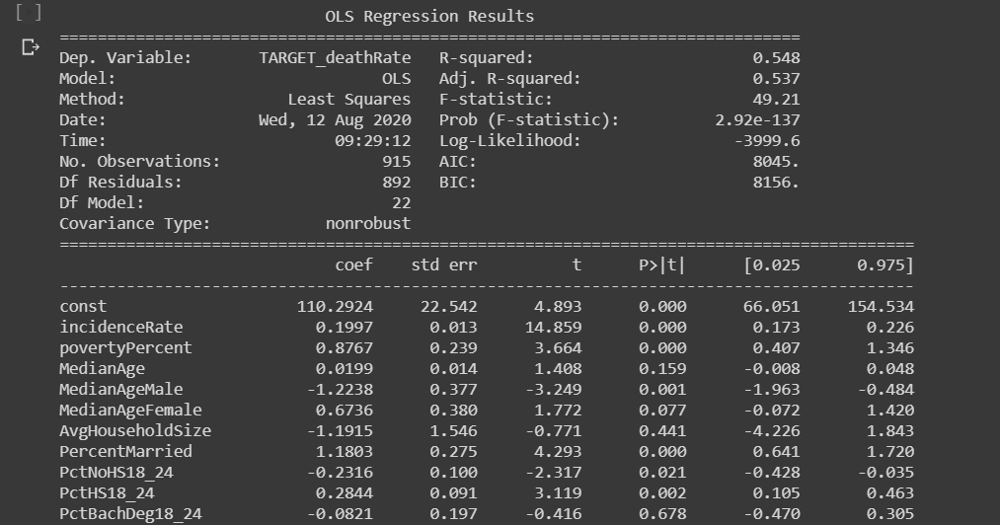 [ ]
OLS Regression Results
==============================================================================
Dep. Variable: TARGET_deathRate R-squared: 0.548
Model: OLS Adj. R-squared: 0.537
Method: Least Squares F-statistic: 49.21
Date: Wed, 12 Aug 2020 Prob (F-statistic): 2.92e-137
Time: 09:29:12 Log-Likelihood: -3999.6
No. Observations: 915 AIC: 8045.
Df Residuals: 892 BIC: 8156.
Df Model: 22
Covariance Type: nonrobust
==========================================================================================
coef std err t P>|t| [0.025 0.975]
------------------------------------------------------------------------------------------
const 110.2924 22.542 4.893 0.000 66.051 154.534
incidenceRate 0.1997 0.013 14.859 0.000 0.173 0.226
povertyPercent 0.8767 0.239 3.664 0.000 0.407 1.346
MedianAge 0.0199 0.014 1.408 0.159 -0.008 0.048
MedianAgeMale -1.2238 0.377 -3.249 0.001 -1.963 -0.484
MedianAgeFemale 0.6736 0.380 1.772 0.077 -0.072 1.420
AvgHouseholdSize -1.1915 1.546 -0.771 0.441 -4.226 1.843
PercentMarried 1.1803 0.275 4.293 0.000 0.641 1.720
PctNoHS18_24 -0.2316 0.100 -2.317 0.021 -0.428 -0.035
PctHS18_24 0.2844 0.091 3.119 0.002 0.105 0.463
PctBachDeg18_24 -0.0821 0.197 -0.416 0.678 -0.470 0.305